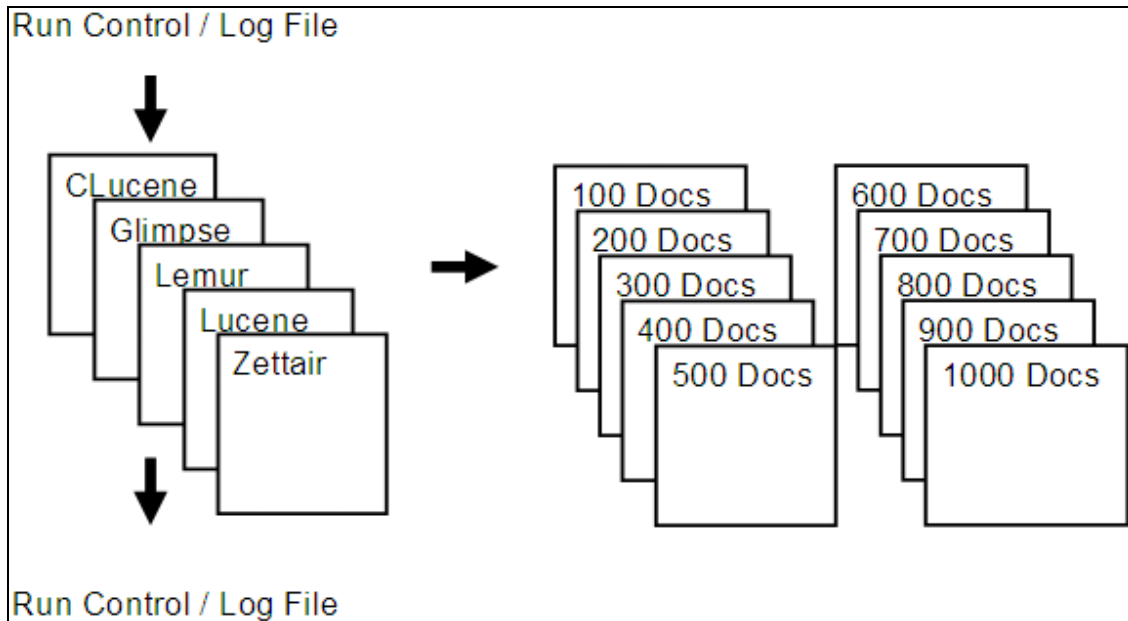 Run Control / Log File
CLucene
Glimpse
Lemur
Lucene
Zettair
100 Docs
200 Docs
300 Docs
400 Docs
500 Docs
600 Docs
700 Docs
800 Docs
900 Docs
1000 Docs
Run Control / Log File